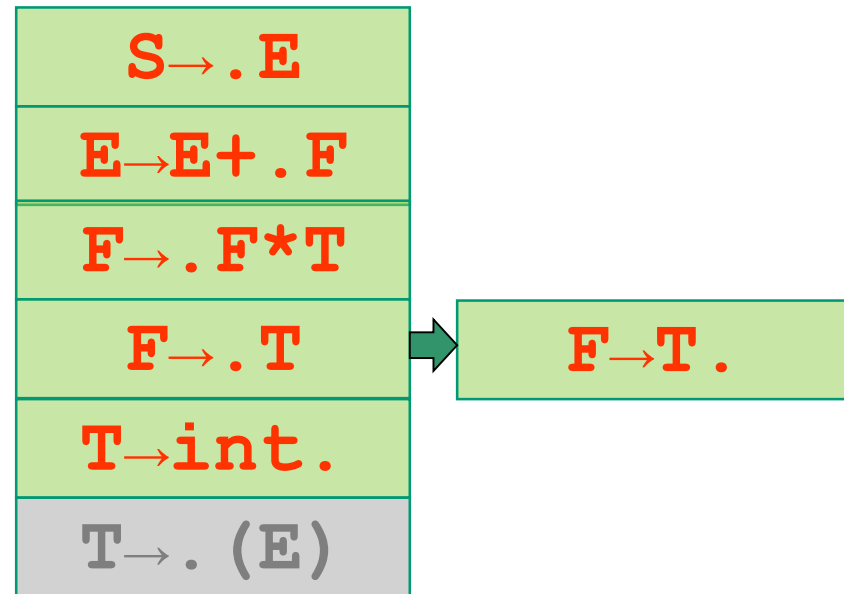 S→.E
E→E+.F
F→.F*T
F→.T
F→T.
T→int.
T→.(E)